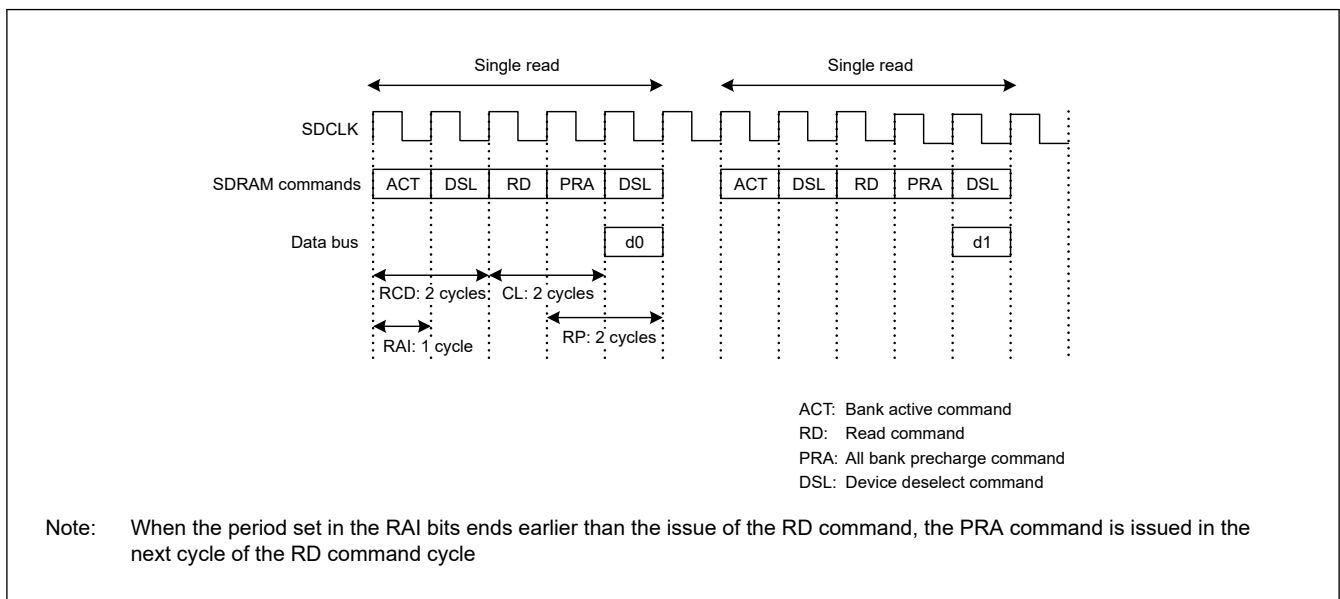 Single read Single read
SDCLK
SDRAM commands ACT DSL RD PRA DSL ACT DSL RD PRA DSL
Data bus d0 d1
RCD: 2 cycles CL: 2 cycles
RAI: 1 cycle RP: 2 cycles
ACT: Bank active command
RD: Read command
PRA: All bank precharge command
DSL: Device deselect command
Note: When the period set in the RAI bits ends earlier than the issue of the RD command, the PRA command is issued in the
next cycle of the RD command cycle